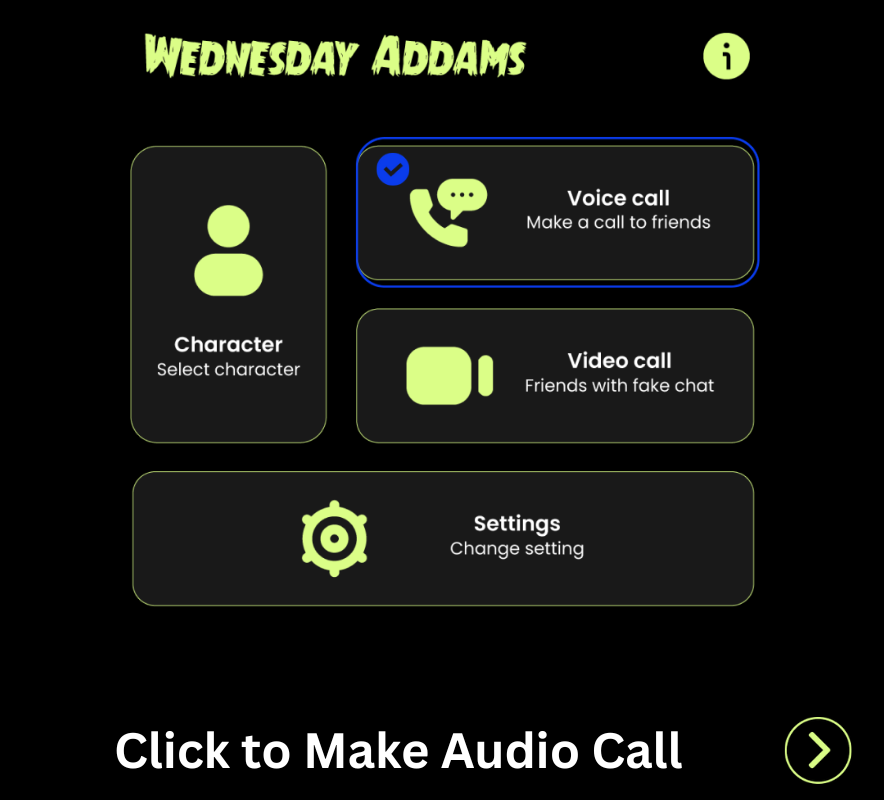 Wednesday Addams
i
Voice call
Make a call to friends
Character
Select character
Video call
Friends with fake chat
Settings
Change setting
Click to Make Audio Call